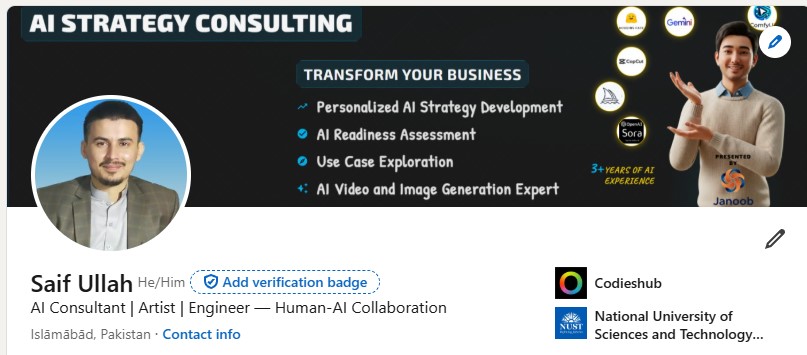 AI STRATEGY CONSULTING
TRANSFORM YOUR BUSINESS
Personalized AI Strategy Development
AI Readiness Assessment
Use Case Exploration
AI Video and Image Generation Expert
Gemini
CapCut
OpenAI
Sora
3+ YEARS OF AI
EXPERIENCE
PRESENTED
BY
Janoob
Saif Ullah He/Him Add verification badge
AI Consultant | Artist | Engineer — Human-AI Collaboration
Islāmābād, Pakistan · Contact info
Codieshub
NUST
National University of
Sciences and Technology...